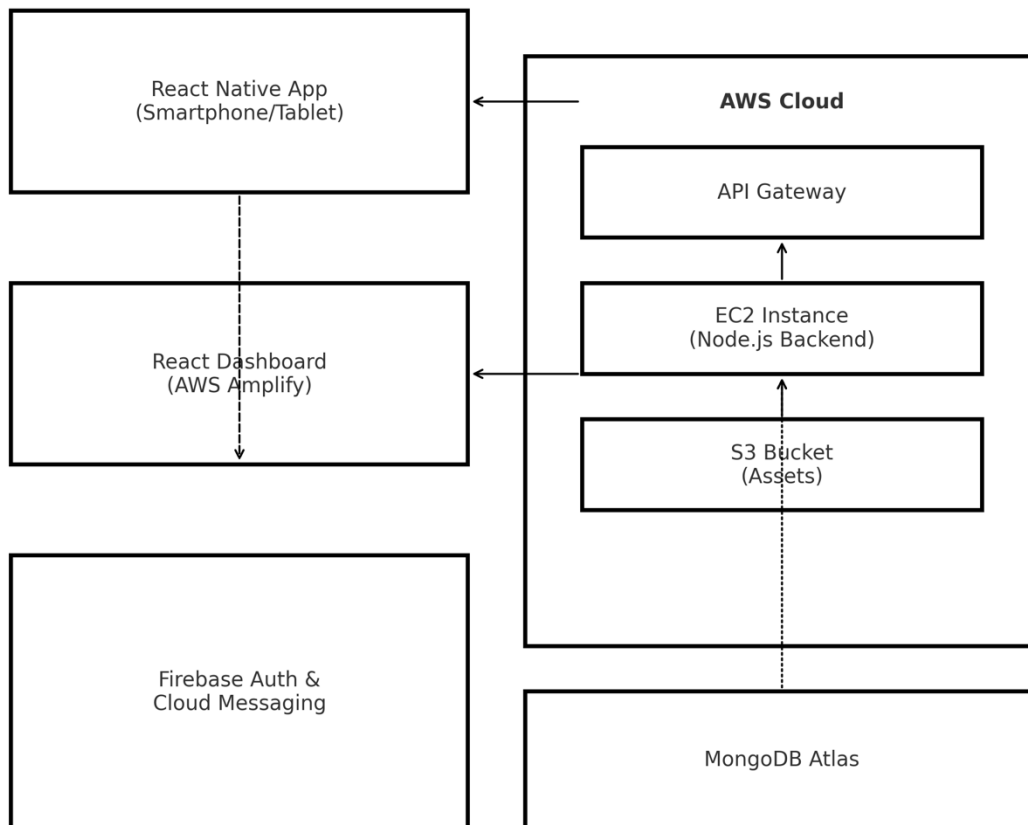 React Native App
(Smartphone/Tablet)
AWS Cloud
API Gateway
EC2 Instance
(Node.js Backend)
React Dashboard
(AWS Amplify)
S3 Bucket
(Assets)
Firebase Auth &
Cloud Messaging
MongoDB Atlas